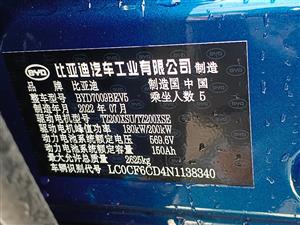 BYD 比亚迪汽车工业有限公司 制造
品牌 比亚迪 制造国 中国
整车型号 BYD7009BEV5 乘坐人数 5
制造年月 2022 年 07 月
驱动电机型号 TZ200XSU/TZ200XSE
驱动电机峰值功率 180kW/200kW
动力电池系统额定电压 569.6V
动力电池系统额定容量 150Ah
最大允许总质量 2625kg
车辆识别代号 LC0CF6CD4N1138340